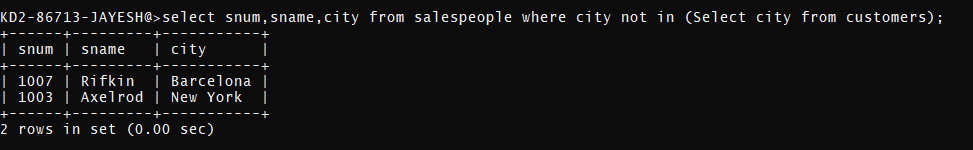 KD2-86713-JAYESH@>select snum,sname,city from salespeople where city not in (Select city from customers);
+------+---------+-----------+
| snum | sname   | city      |
+------+---------+-----------+
| 1007 | Rifkin  | Barcelona |
| 1003 | Axelrod | New York  |
+------+---------+-----------+
2 rows in set (0.00 sec)